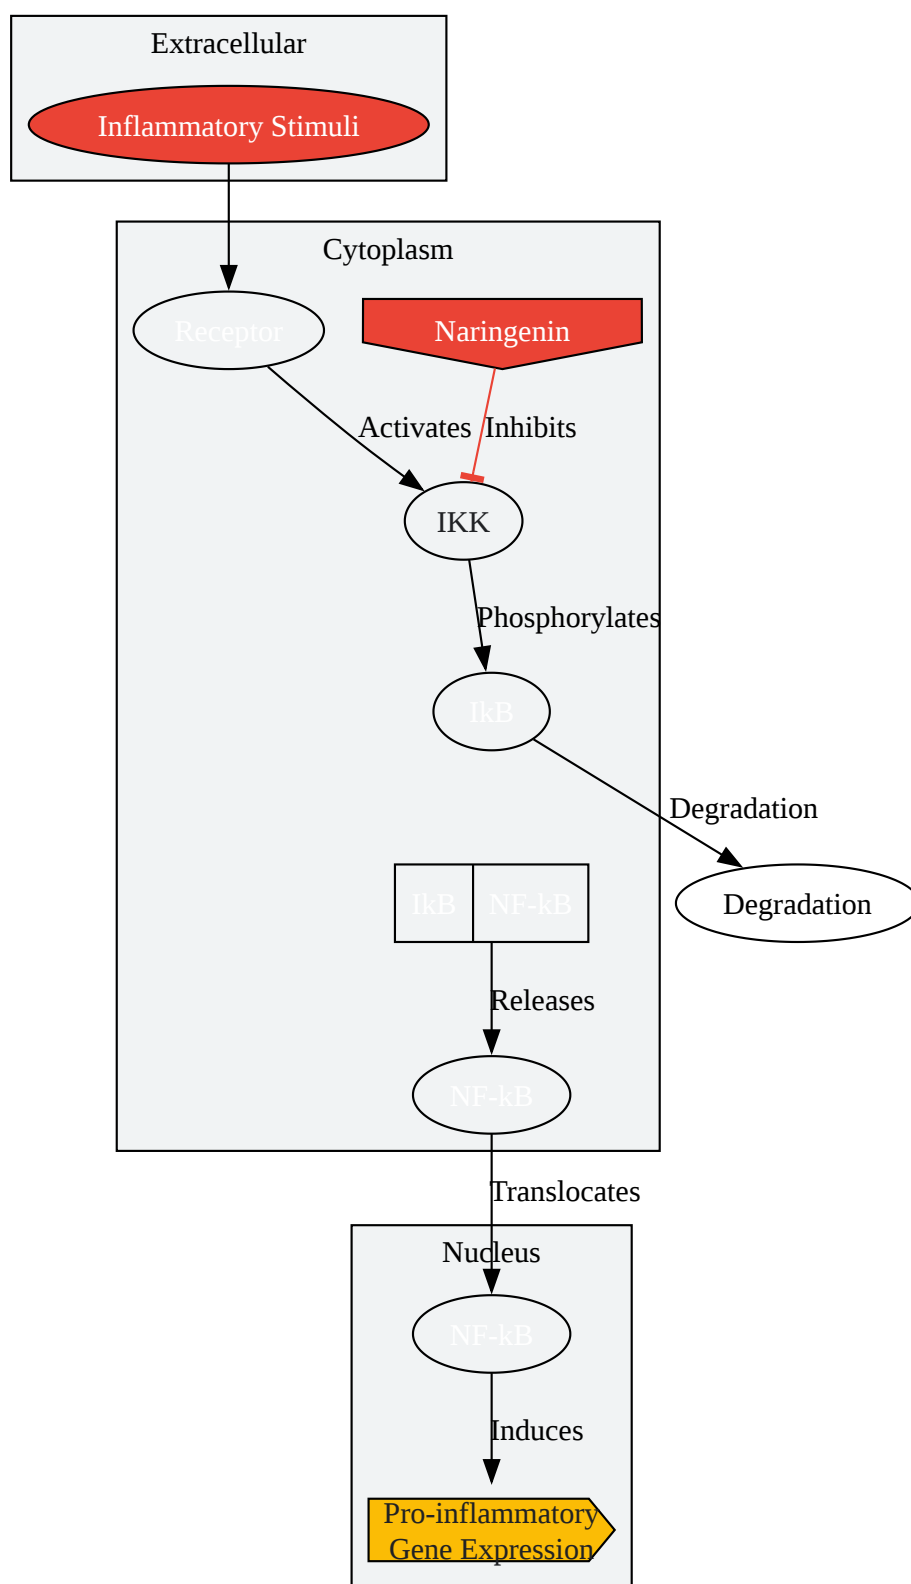 Extracellular
Inflammatory Stimuli
Cytoplasm
Receptor
Naringenin
Activates
Inhibits
IKK
Phosphorylates
IkB
Degradation
IkB
NF-kB
Degradation
Releases
NF-kB
Translocates
Nucleus
NF-kB
Induces
Pro-inflammatory
Gene Expression